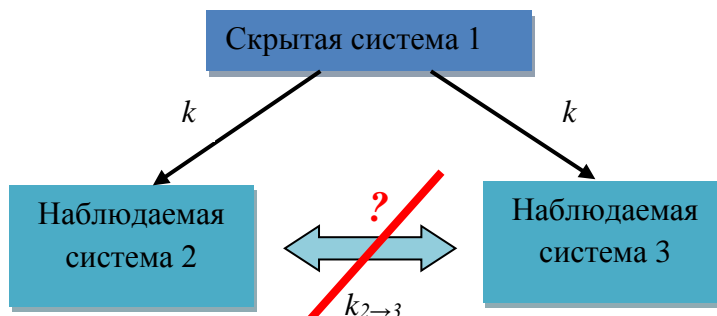 Скрытая система 1
k
k
Наблюдаемая
система 2
?
Наблюдаемая
система 3
k2→3